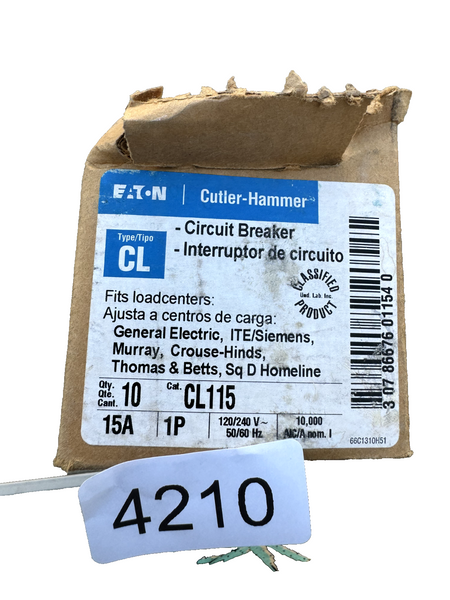 EATON
Cutler-Hammer
Type/Tipo
CL
- Circuit Breaker
- Interruptor de circuito
CLASSIFIED
Und. Lab. Inc.
PRODUCT
Fits loadcenters:
Ajusta a centros de carga:
General Electric, ITE/Siemens,
Murray, Crouse-Hinds,
Thomas & Betts, Sq D Homeline
Qty.
Qté.
Cant.
10
Cat.
CL115
15A
1P
120/240 V~
50/60 Hz.
10,000
AIC/A nom. I
66C1310H51
3 07 86676 01154 0
4210